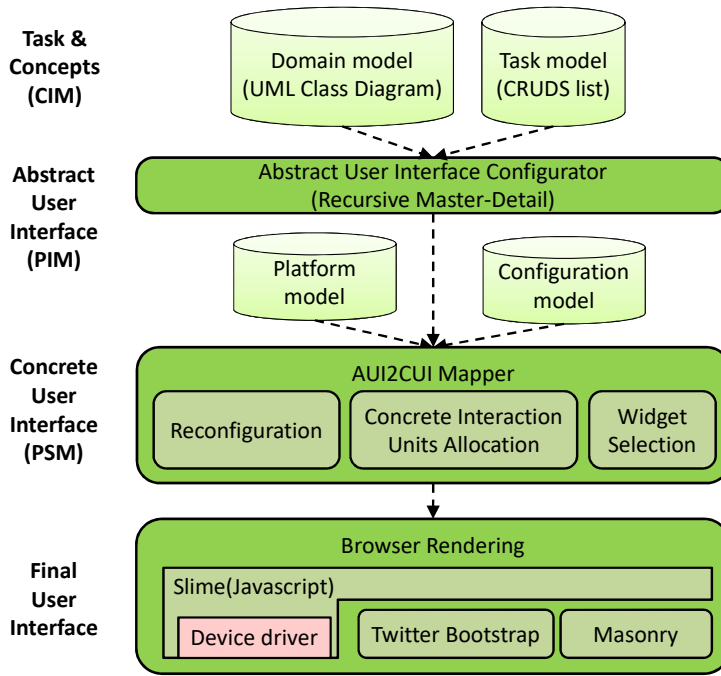 Task &
Concepts
(CIM)
Domain model
(UML Class Diagram)
Task model
(CRUDS list)
Abstract
User
Interface
(PIM)
Abstract User Interface Configurator
(Recursive Master-Detail)
Platform
model
Configuration
model
Concrete
User
Interface
(PSM)
AUI2CUI Mapper
Reconfiguration
Concrete Interaction
Units Allocation
Widget
Selection
Final
User
Interface
Browser Rendering
Slime(Javascript)
Device driver
Twitter Bootstrap
Masonry